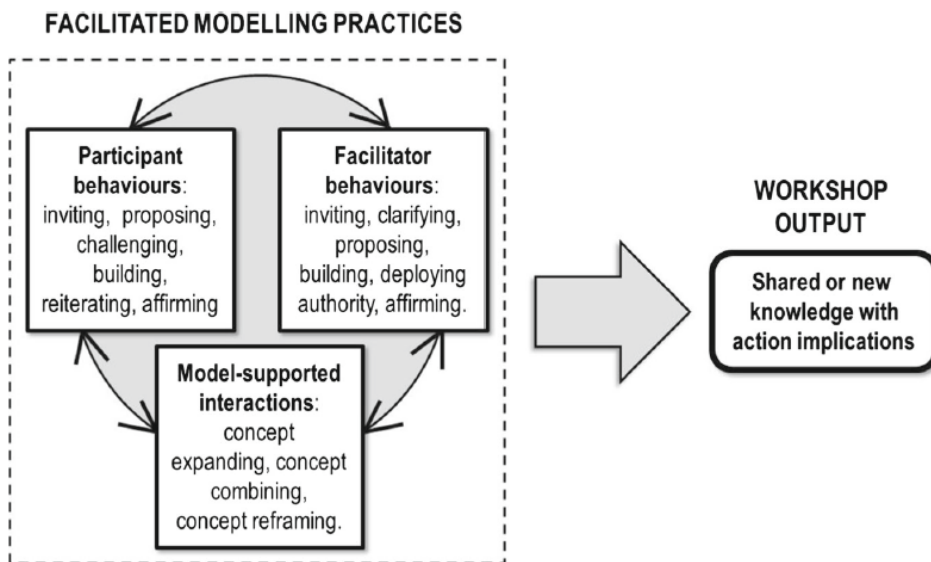 FACILITATED MODELLING PRACTICES
Participant
behaviours:
inviting, proposing,
challenging,
building,
reiterating, affirming
Facilitator
behaviours:
inviting, clarifying,
proposing,
building, deploying
authority, affirming.
Model-supported
interactions:
concept
expanding, concept
combining,
concept reframing.
WORKSHOP
OUTPUT
Shared or new
knowledge with
action implications